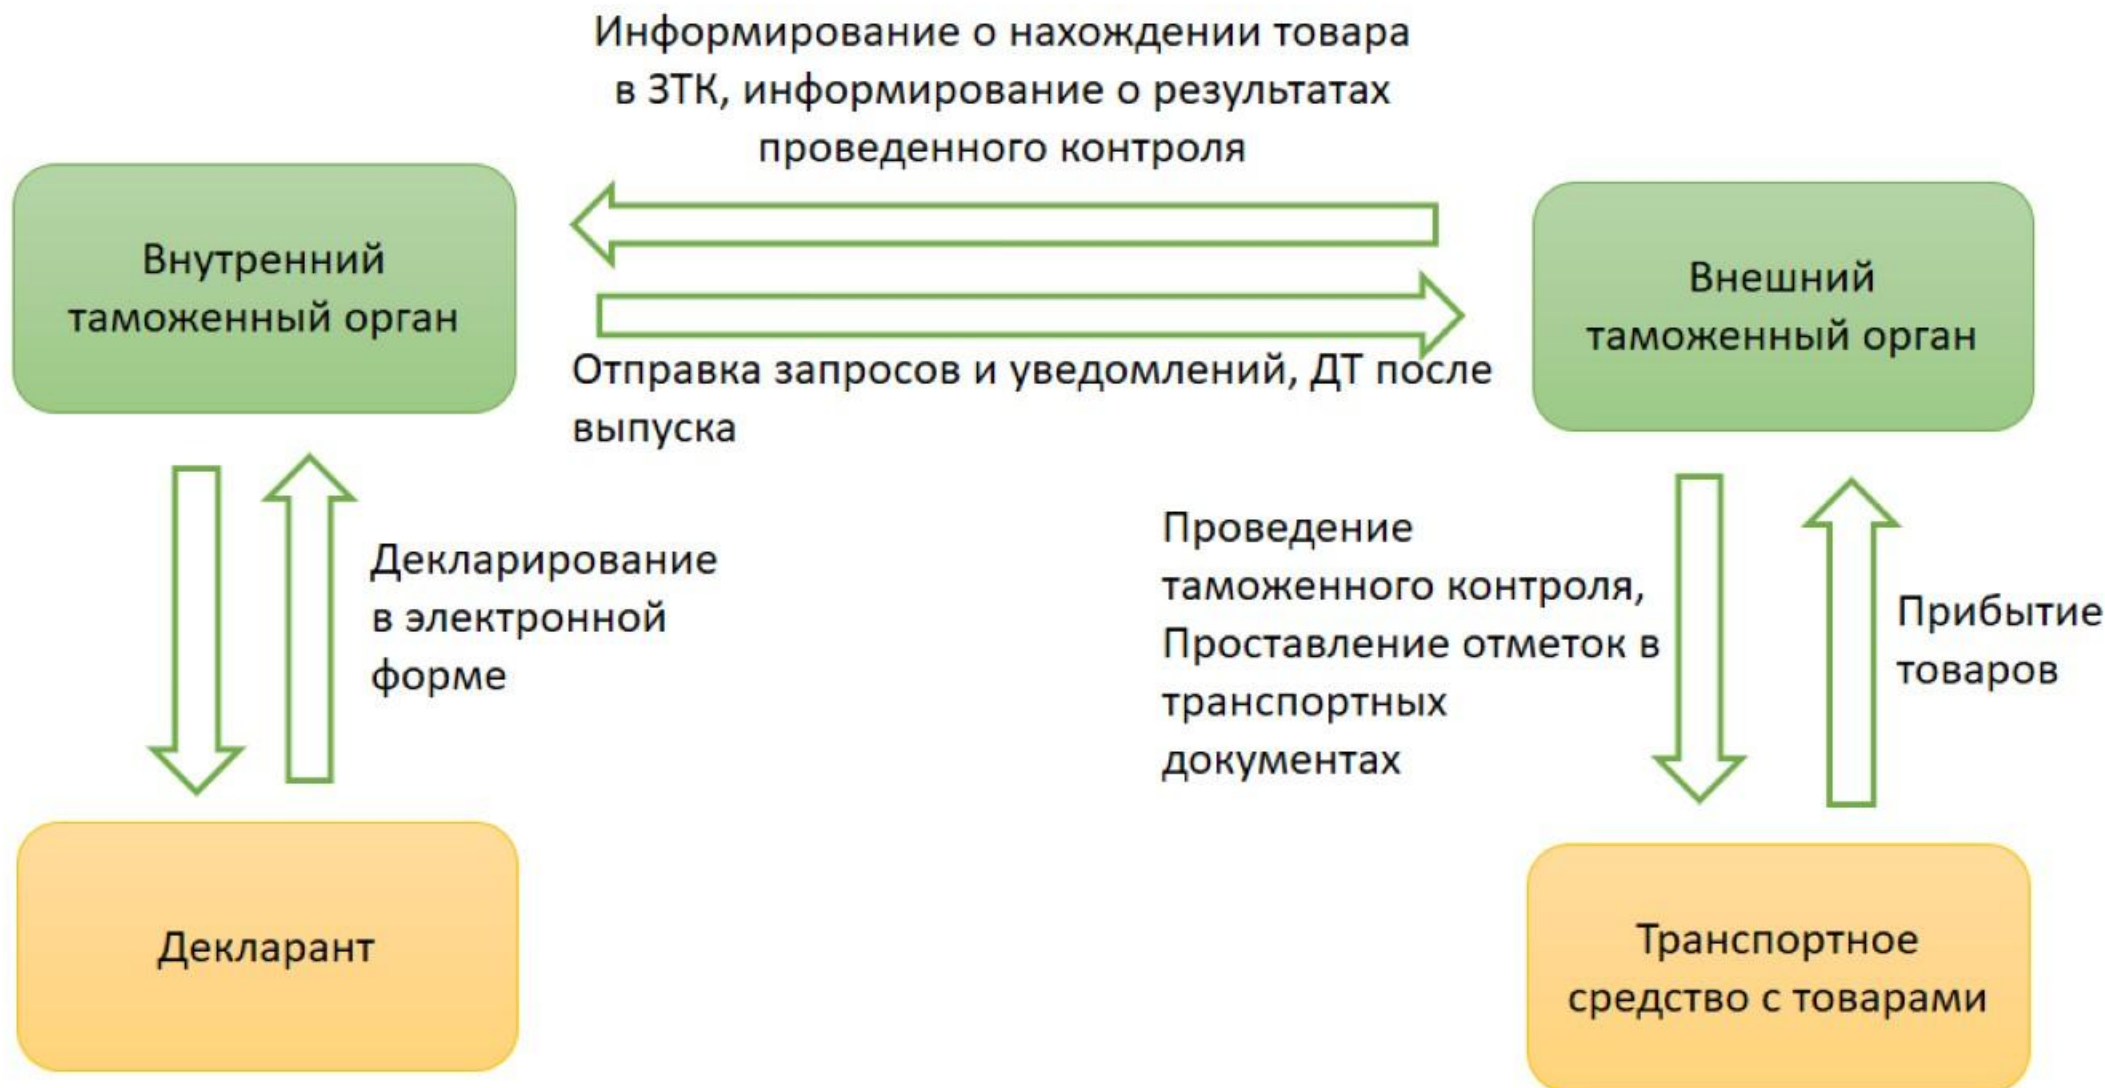 Информирование о нахождении товара
в ЗТК, информирование о результатах
проведенного контроля
Внутренний
таможенный орган
Внешний
таможенный орган
Отправка запросов и уведомлений, ДТ после
выпуска
Декларирование
в электронной
форме
Проведение
таможенного контроля,
Проставление отметок в
транспортных
документах
Прибытие
товаров
Декларант
Транспортное
средство с товарами